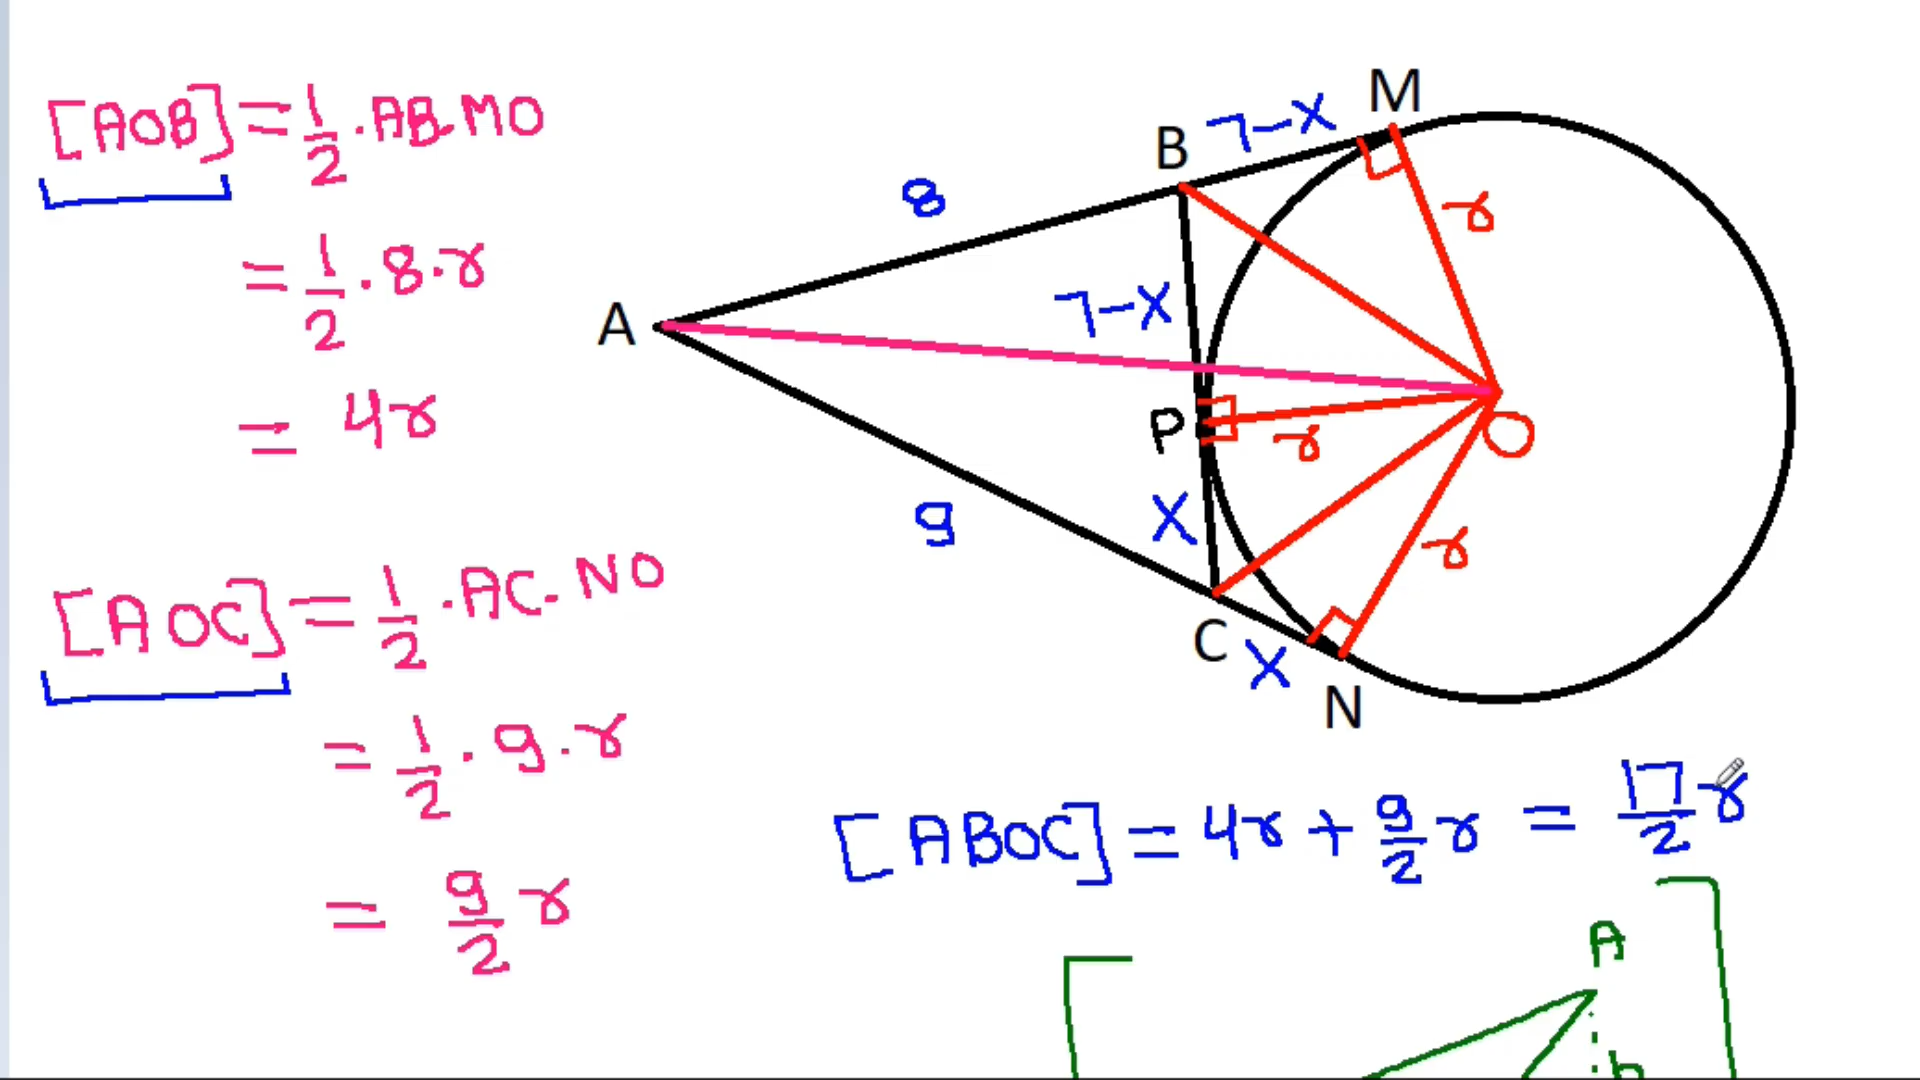 [AOB] = 1/2 . AB.MO
= 1/2 . 8 . r
= 4r
[AOC] = 1/2 . AC. NO
= 1/2 . 9 . r
= 9/2 r
M
7-X
B
8
r
7-X
A
P
r
O
X
9
r
C
X
N
[ABOC] = 4r + 9/2 r = 17/2 r
A